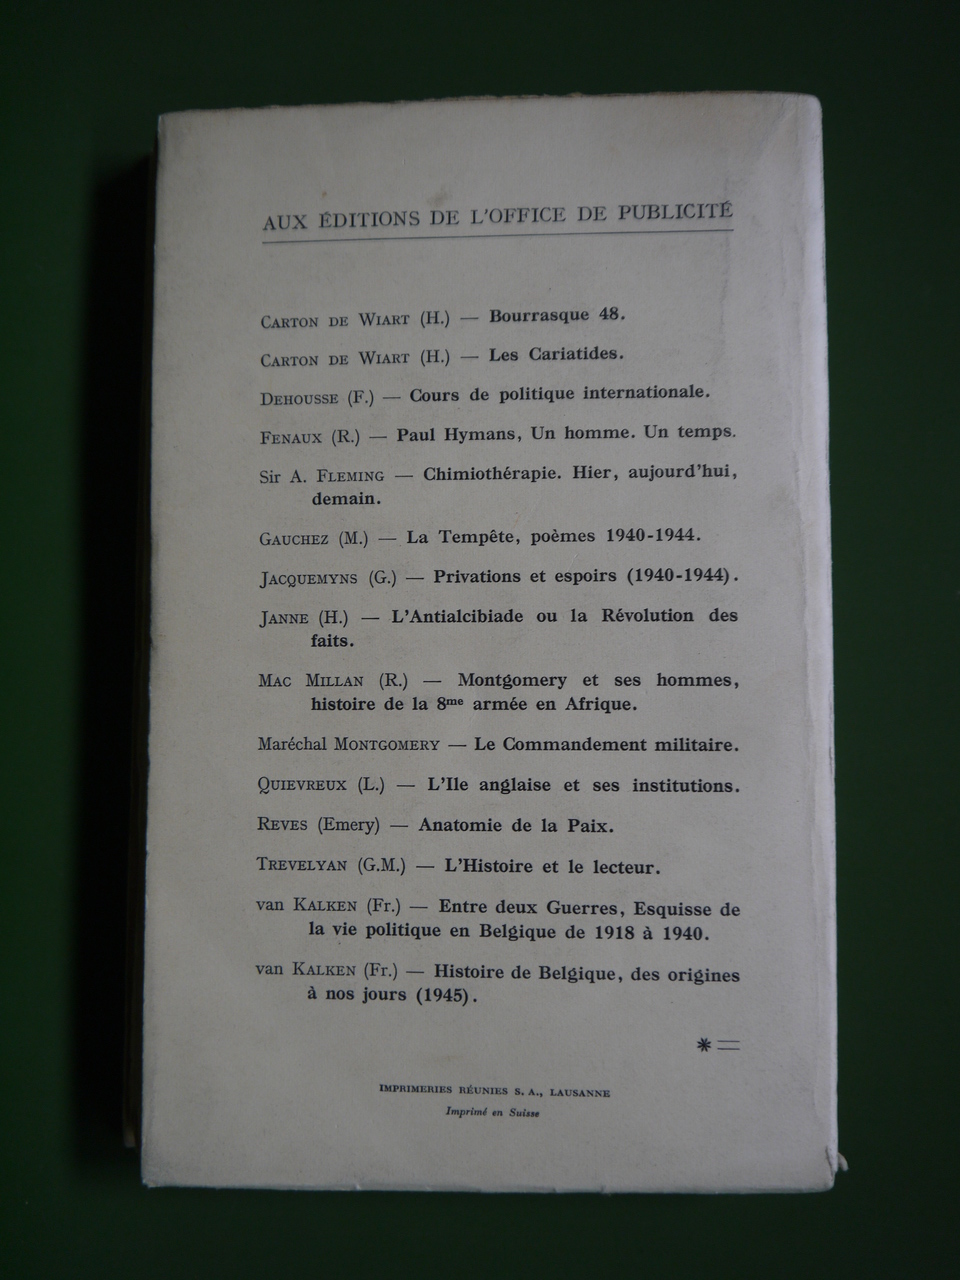 AUX ÉDITIONS DE L'OFFICE DE PUBLICITÉ
CARTON DE WIART (H.) — Bourrasque 48.
CARTON DE WIART (H.) — Les Cariatides.
DEHOUSSE (F.) — Cours de politique internationale.
FENAUX (R.) — Paul Hymans, Un homme. Un temps.
Sir A. FLEMING — Chimiothérapie. Hier, aujourd'hui,
demain.
GAUCHEZ (M.) — La Tempête, poèmes 1940-1944.
JACQUEMYNS (G.) — Privations et espoirs (1940-1944).
JANNE (H.) — L'Antialcibiade ou la Révolution des
faits.
MAC MILLAN (R.) — Montgomery et ses hommes,
histoire de la 8me armée en Afrique.
Maréchal MONTGOMERY — Le Commandement militaire.
QUIEVREUX (L.) — L'Ile anglaise et ses institutions.
REVES (Emery) — Anatomie de la Paix.
TREVELYAN (G.M.) — L'Histoire et le lecteur.
van KALKEN (Fr.) — Entre deux Guerres, Esquisse de
la vie politique en Belgique de 1918 à 1940.
van KALKEN (Fr.) — Histoire de Belgique, des origines
à nos jours (1945).
*=
IMPRIMERIES RÉUNIES S. A., LAUSANNE
Imprimé en Suisse